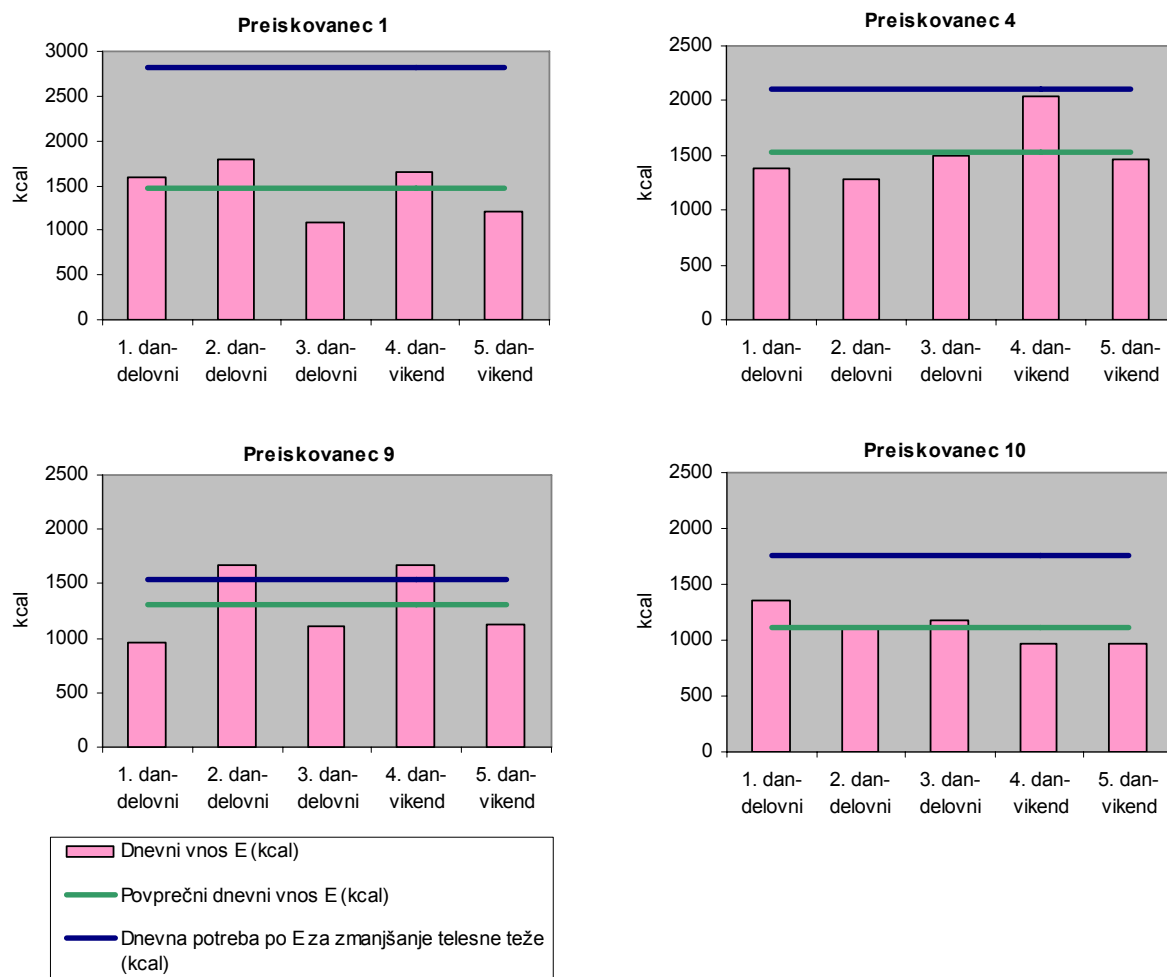 Preiskovanec 1
3000
2500
2000
1500
1000
500
0
kcal
1. dan-
delovni
2. dan-
delovni
3. dan-
delovni
4. dan-
vikend
5. dan-
vikend
Preiskovanec 4
2500
2000
1500
1000
500
0
kcal
1. dan-
delovni
2. dan-
delovni
3. dan-
delovni
4. dan-
vikend
5. dan-
vikend
Preiskovanec 9
2500
2000
1500
1000
500
0
kcal
1. dan-
delovni
2. dan-
delovni
3. dan-
delovni
4. dan-
vikend
5. dan-
vikend
Preiskovanec 10
2500
2000
1500
1000
500
0
kcal
1. dan-
delovni
2. dan-
delovni
3. dan-
delovni
4. dan-
vikend
5. dan-
vikend
Dnevni vnos E (kcal)
Povprečni dnevni vnos E (kcal)
Dnevna potreba po E za zmanjšanje telesne teže
(kcal)